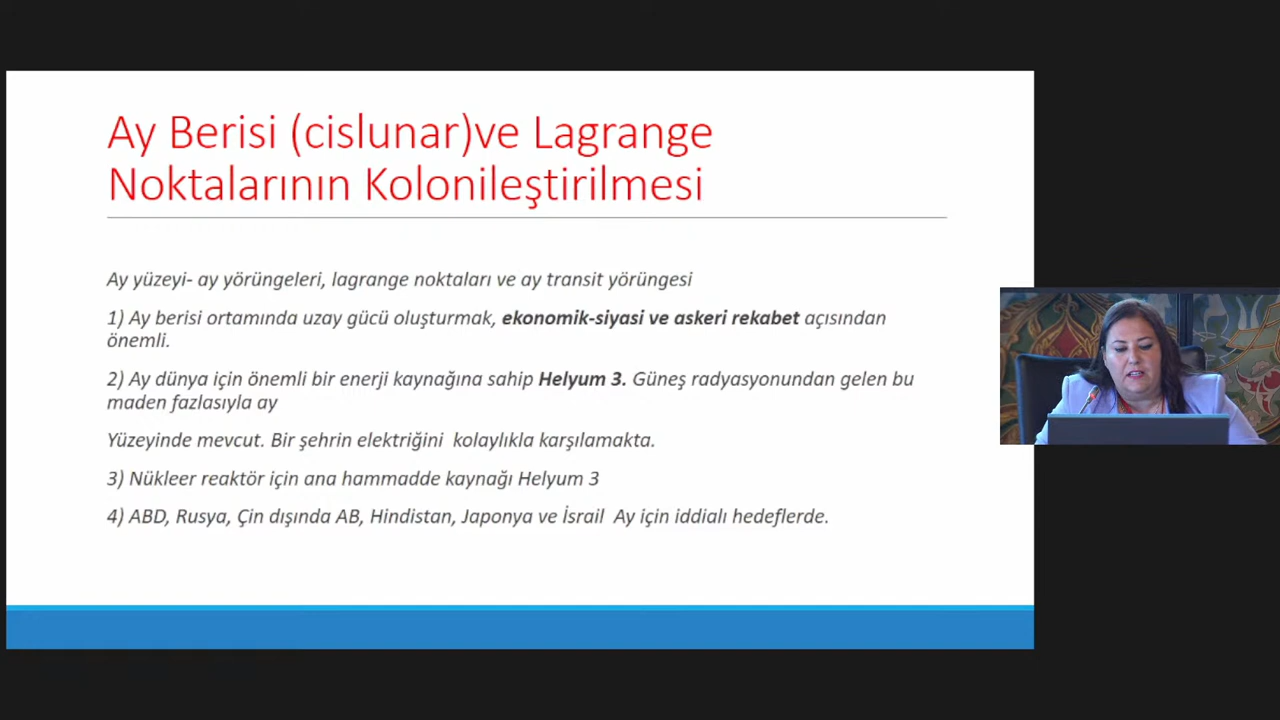 Ay Berisi (cislunar)ve Lagrange
Noktalarının Kolonileştirilmesi
Ay yüzeyi- ay yörüngeleri, lagrange noktaları ve ay transit yörüngesi
1) Ay berisi ortamında uzay gücü oluşturmak, ekonomik-siyasi ve askeri rekabet açısından
önemli.
2) Ay dünya için önemli bir enerji kaynağına sahip Helyum 3. Güneş radyasyonundan gelen bu
maden fazlasıyla ay
Yüzeyinde mevcut. Bir şehrin elektriğini  kolaylıkla karşılamakta.
3) Nükleer reaktör için ana hammadde kaynağı Helyum 3
4) ABD, Rusya, Çin dışında AB, Hindistan, Japonya ve İsrail  Ay için iddialı hedeflerde.